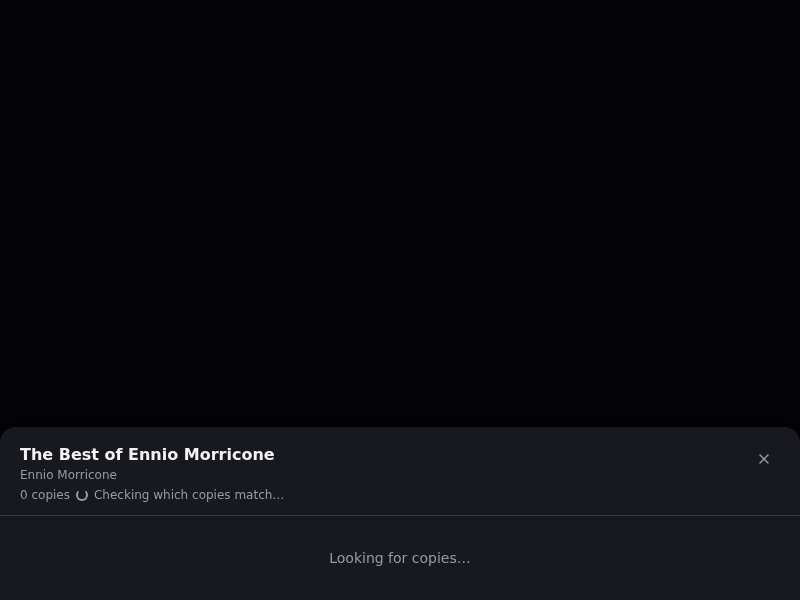 The Best of Ennio Morricone
Ennio Morricone
0 copies Checking which copies match…
Looking for copies…